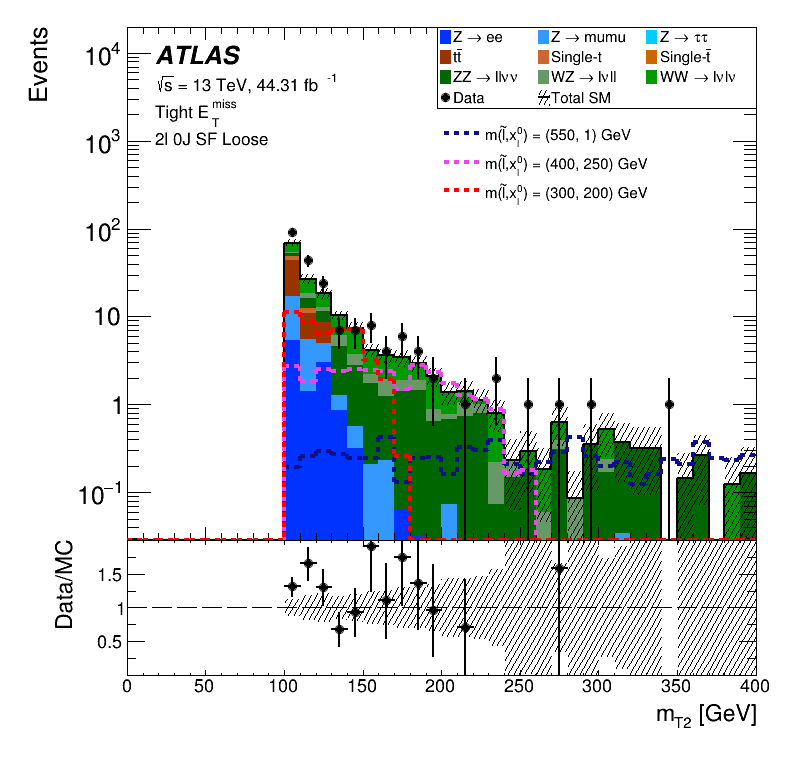 Events
10⁴
10³
10²
10
1
10⁻¹
ATLAS
√s = 13 TeV, 44.31 fb ⁻¹
Tight E_T^miss
2l 0J SF Loose
Z → ee Z → mumu Z → ττ
tt̄ Single-t Single-t̄
ZZ → llνν WZ → lνll WW → lνlν
Data Total SM
m(l̃,x₁⁰) = (550, 1) GeV
m(l̃,x₁⁰) = (400, 250) GeV
m(l̃,x₁⁰) = (300, 200) GeV
Data/MC
1.5
1
0.5
0 50 100 150 200 250 300 350 400
m_T2 [GeV]